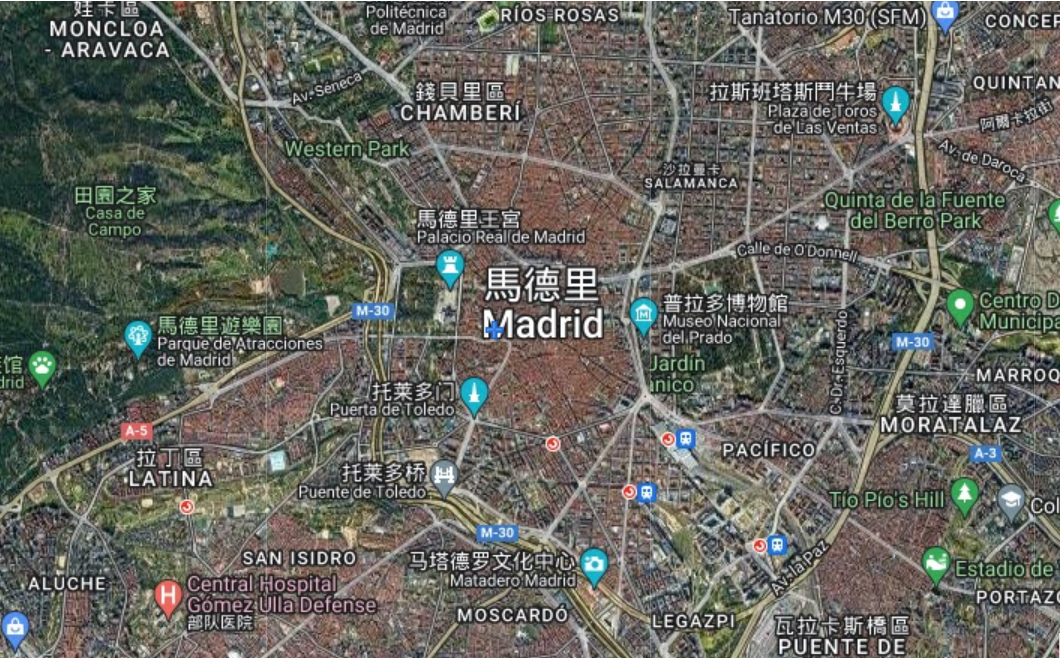 娃卡區
MONCLOA
- ARAVACA
Politécnica
de Madrid
RÍOS ROSAS
Tanatorio M30 (SFM)
CONCEP
Av. Séneca
錢貝里區
CHAMBERÍ
拉斯班塔斯鬥牛場
Plaza de Toros
de Las Ventas
QUINTAN
阿爾卡拉街
Western Park
Av. de Daroca
沙拉曼卡
SALAMANCA
田園之家
Casa de
Campo
Quinta de la Fuente
del Berro Park
馬德里王宮
Palacio Real de Madrid
Calle de O'Donnell
馬德里
Madrid
M-30
普拉多博物館
Museo Nacional
del Prado
Centro D
Municipa
馬德里遊樂園
Parque de Atracciones
de Madrid
M-30
C. Dr. Esquerdo
馆
drid
Jardín
ánico
MARROQ
托莱多门
Puerta de Toledo
莫拉達臘區
MORATALAZ
A-5
PACÍFICO
A-3
拉丁區
LATINA
托莱多桥
Puente de Toledo
Tío Pío's Hill
Col
M-30
SAN ISIDRO
马塔德罗文化中心
Matadero Madrid
Av. la Paz
Estadio de
ALUCHE
Central Hospital
Gómez Ulla Defense
部队医院
PORTAZG
MOSCARDÓ
LEGAZPI
瓦拉卡斯橋區
PUENTE DE